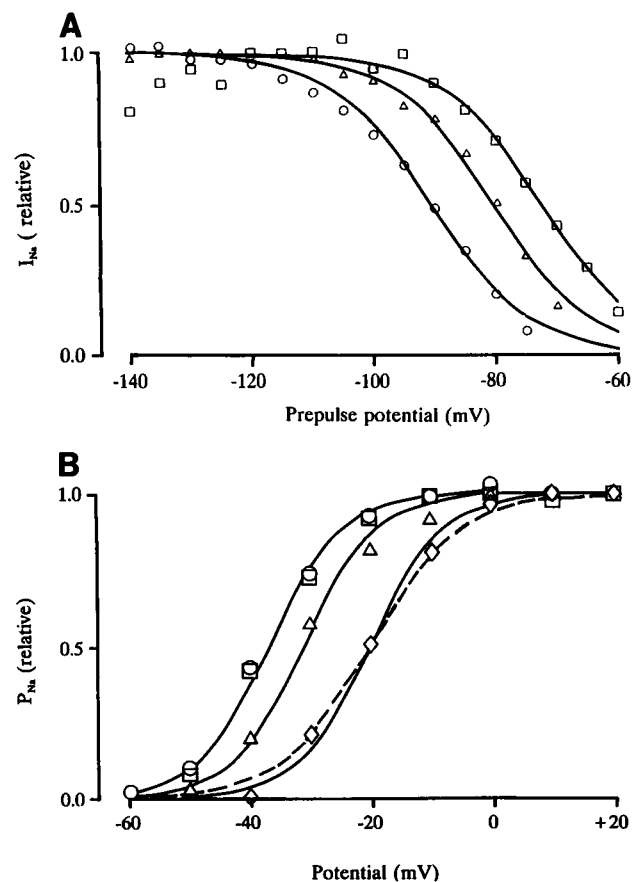 A
1.0
0.5
0.0
I_Na ( relative)
-140 -120 -100 -80 -60
Prepulse potential (mV)
B
1.0
0.5
0.0
P_Na (relative)
-60 -40 -20 0 +20
Potential (mV)